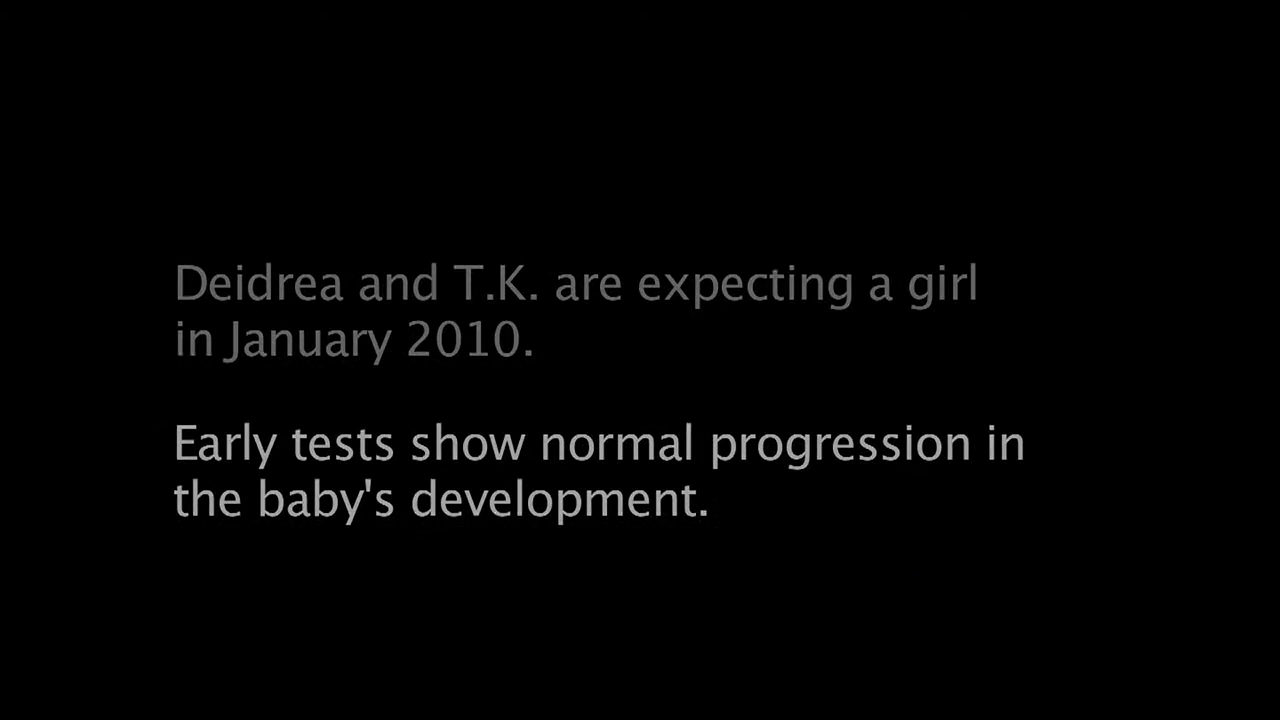 Deidrea and T.K. are expecting a girl
in January 2010.
Early tests show normal progression in
the baby's development.